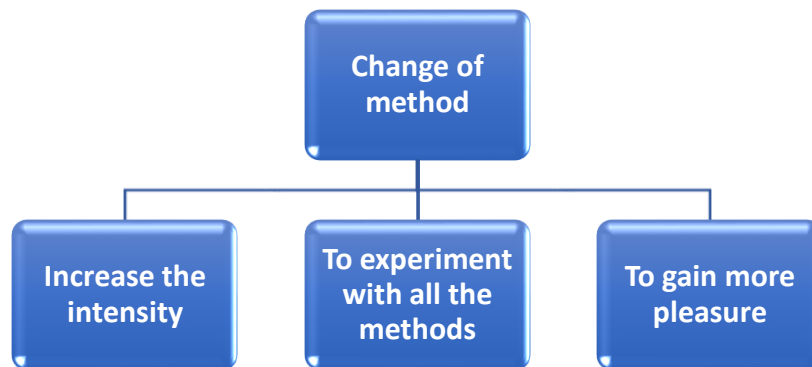 Change of
method
Increase the
intensity
To experiment
with all the
methods
To gain more
pleasure